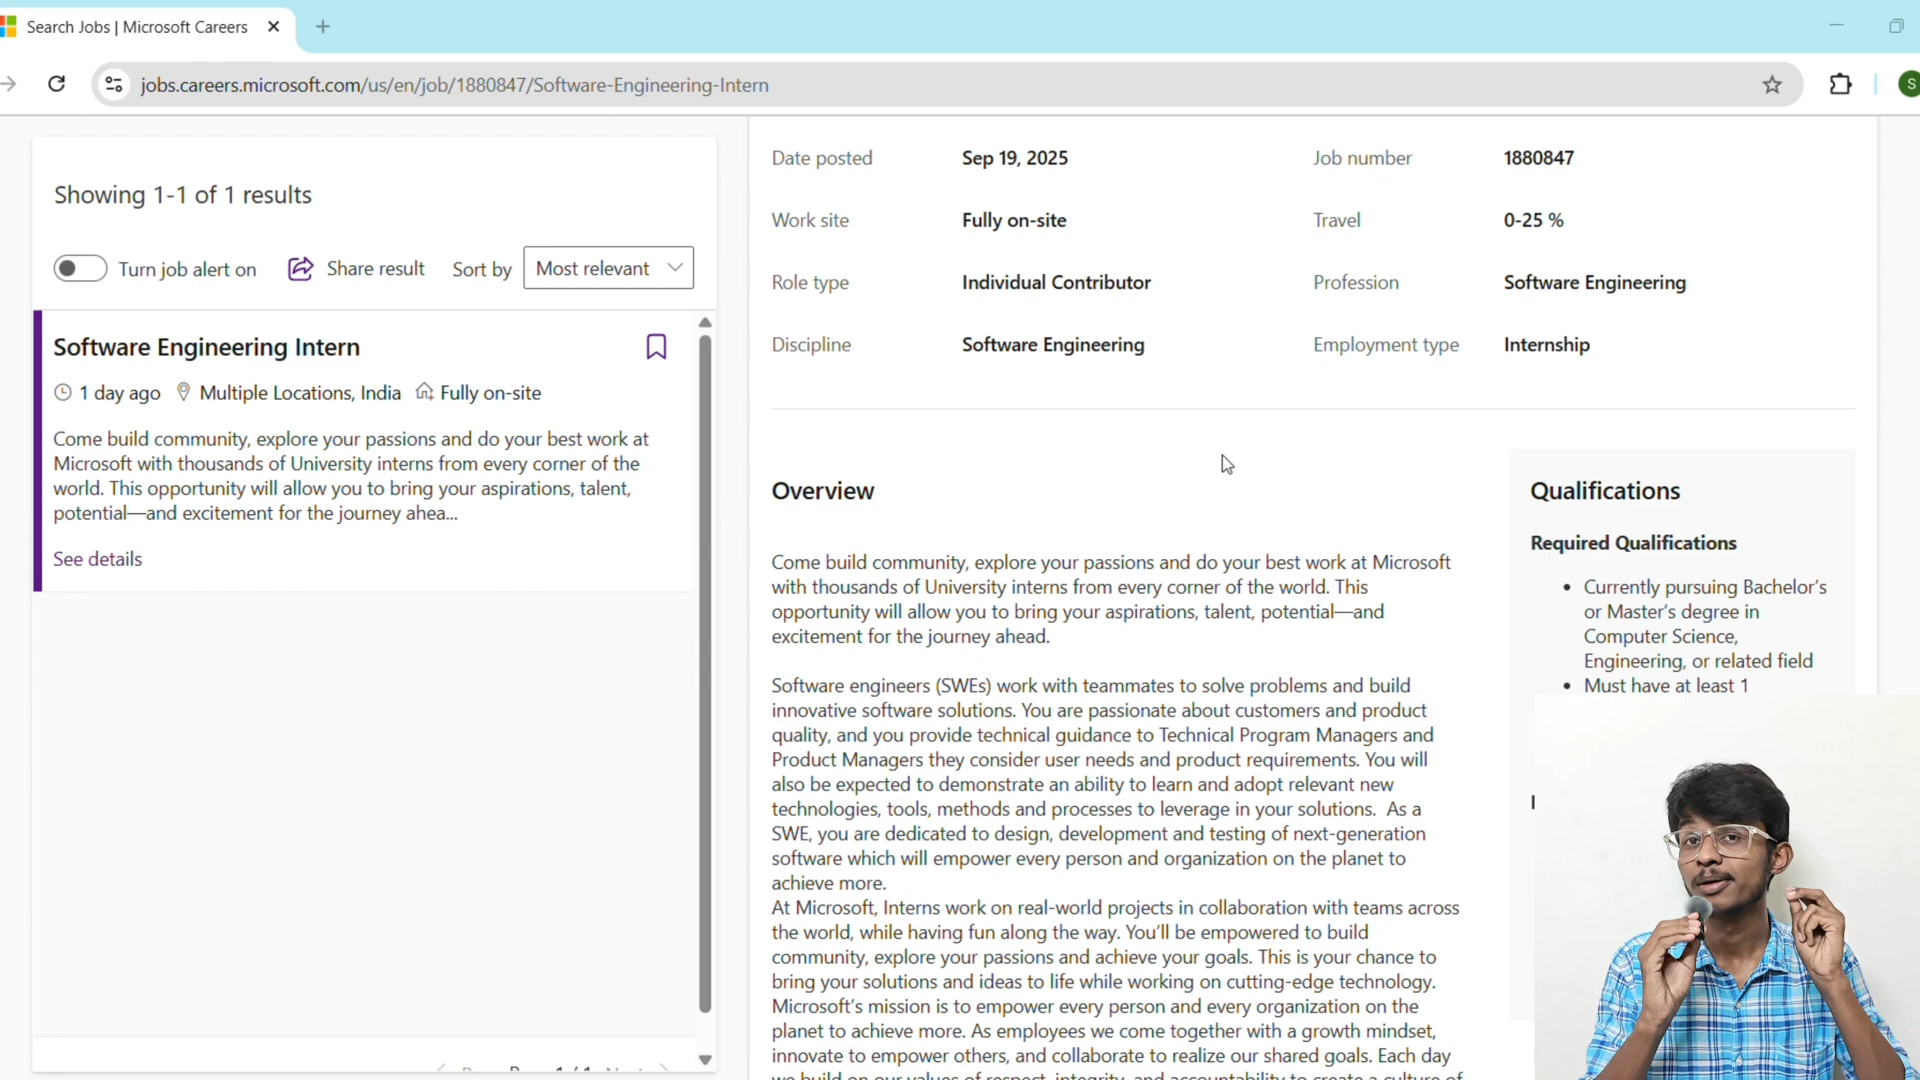 Search Jobs | Microsoft Careers
jobs.careers.microsoft.com/us/en/job/1880847/Software-Engineering-Intern
S
Showing 1-1 of 1 results
Turn job alert on
Share result
Sort by
Most relevant
Software Engineering Intern
1 day ago
Multiple Locations, India
Fully on-site
Come build community, explore your passions and do your best work at
Microsoft with thousands of University interns from every corner of the
world. This opportunity will allow you to bring your aspirations, talent,
potential—and excitement for the journey ahea...
See details
Date posted
Sep 19, 2025
Job number
1880847
Work site
Fully on-site
Travel
0-25 %
Role type
Individual Contributor
Profession
Software Engineering
Discipline
Software Engineering
Employment type
Internship
Overview
Come build community, explore your passions and do your best work at Microsoft
with thousands of University interns from every corner of the world. This
opportunity will allow you to bring your aspirations, talent, potential—and
excitement for the journey ahead.
Software engineers (SWEs) work with teammates to solve problems and build
innovative software solutions. You are passionate about customers and product
quality, and you provide technical guidance to Technical Program Managers and
Product Managers they consider user needs and product requirements. You will
also be expected to demonstrate an ability to learn and adopt relevant new
technologies, tools, methods and processes to leverage in your solutions. As a
SWE, you are dedicated to design, development and testing of next-generation
software which will empower every person and organization on the planet to
achieve more.
At Microsoft, Interns work on real-world projects in collaboration with teams across
the world, while having fun along the way. You'll be empowered to build
community, explore your passions and achieve your goals. This is your chance to
bring your solutions and ideas to life while working on cutting-edge technology.
Microsoft's mission is to empower every person and every organization on the
planet to achieve more. As employees we come together with a growth mindset,
innovate to empower others, and collaborate to realize our shared goals. Each day
we build on our values of respect, integrity, and accountability to create a culture of
Qualifications
Required Qualifications
• Currently pursuing Bachelor's
or Master's degree in
Computer Science,
Engineering, or related field
• Must have at least 1